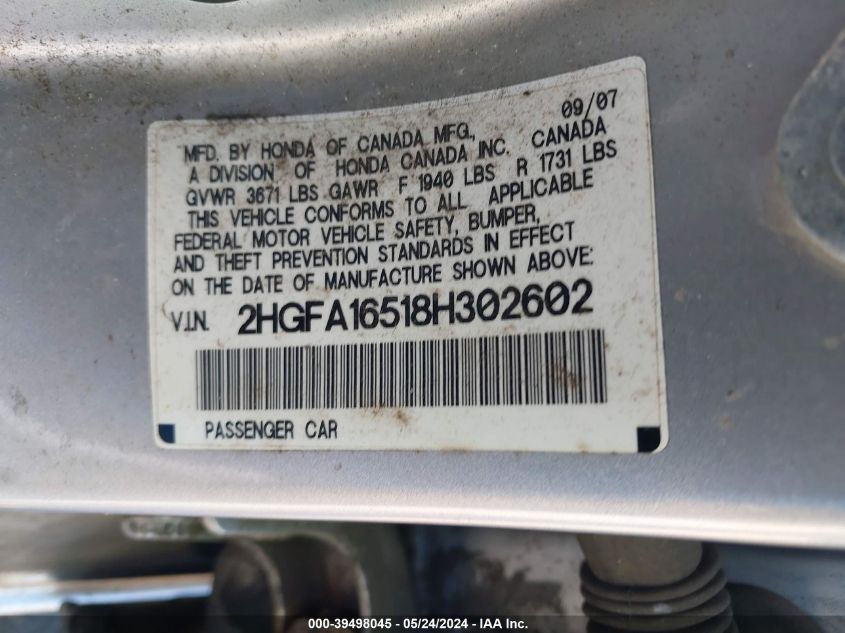 09/07
MFD. BY HONDA OF CANADA MFG.,
A DIVISION OF HONDA CANADA INC. CANADA
GVWR 3671 LBS GAWR F 1940 LBS R 1731 LBS
THIS VEHICLE CONFORMS TO ALL APPLICABLE
FEDERAL MOTOR VEHICLE SAFETY, BUMPER,
AND THEFT PREVENTION STANDARDS IN EFFECT
ON THE DATE OF MANUFACTURE SHOWN ABOVE:
V.I.N. 2HGFA16518H302602
PASSENGER CAR
000-39498045 - 05/24/2024 - IAA Inc.